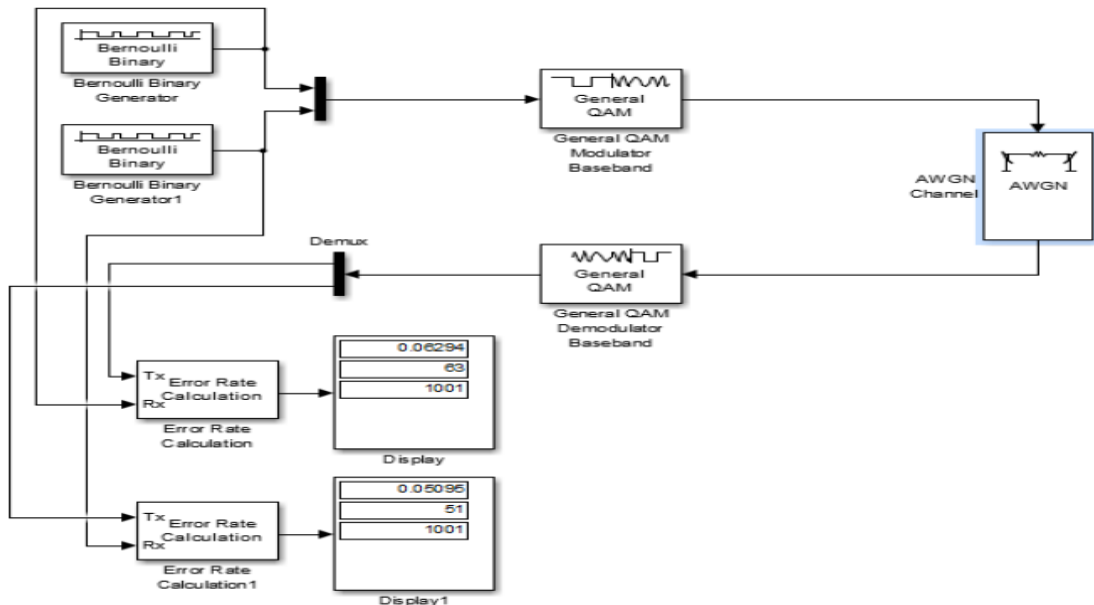 Bernoulli
Binary
Bernoulli Binary
Generator
Bernoulli
Binary
Bernoulli Binary
Generator1
General
QAM
General QAM
Modulator
Baseband
AWGN
Channel
AWGN
Demux
General
QAM
General QAM
Demodulator
Baseband
Tx
Rx
Error Rate
Calculation
Error Rate
Calculation
0.06294
63
1001
Display
Tx
Rx
Error Rate
Calculation
Error Rate
Calculation1
0.05095
51
1001
Display1